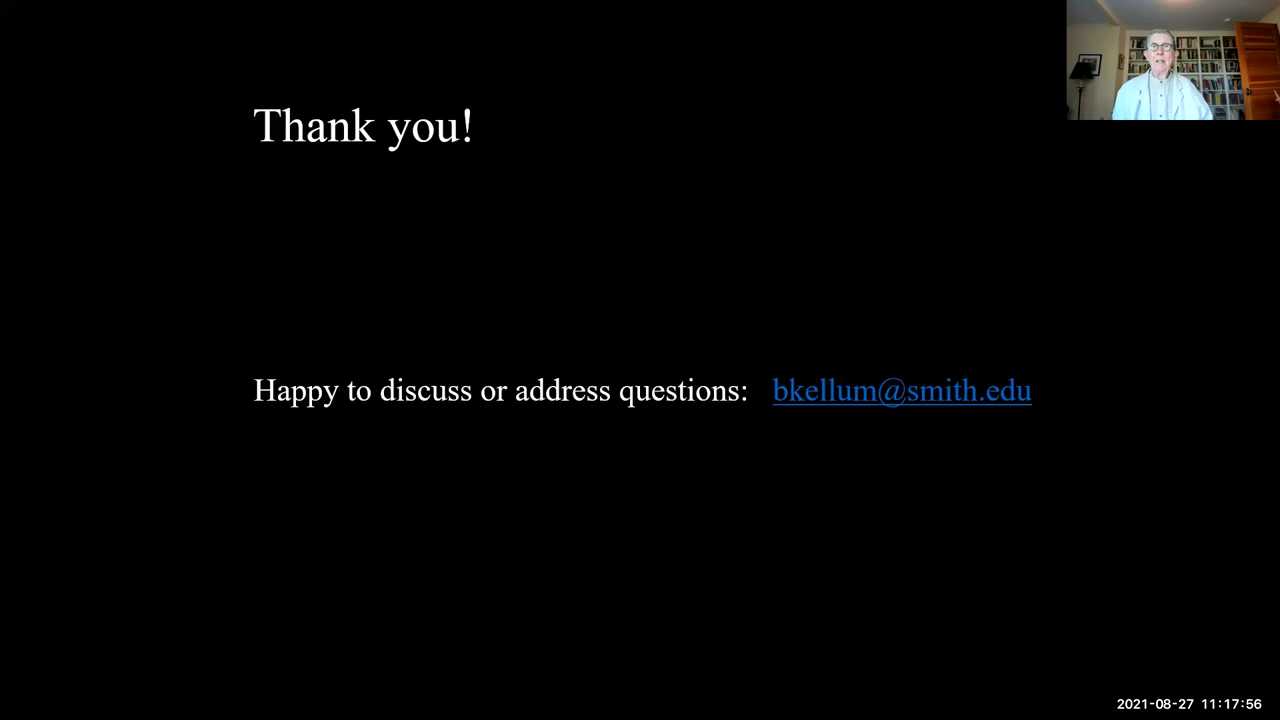 Thank you!
Happy to discuss or address questions: bkellum@smith.edu
2021-08-27 11:17:56